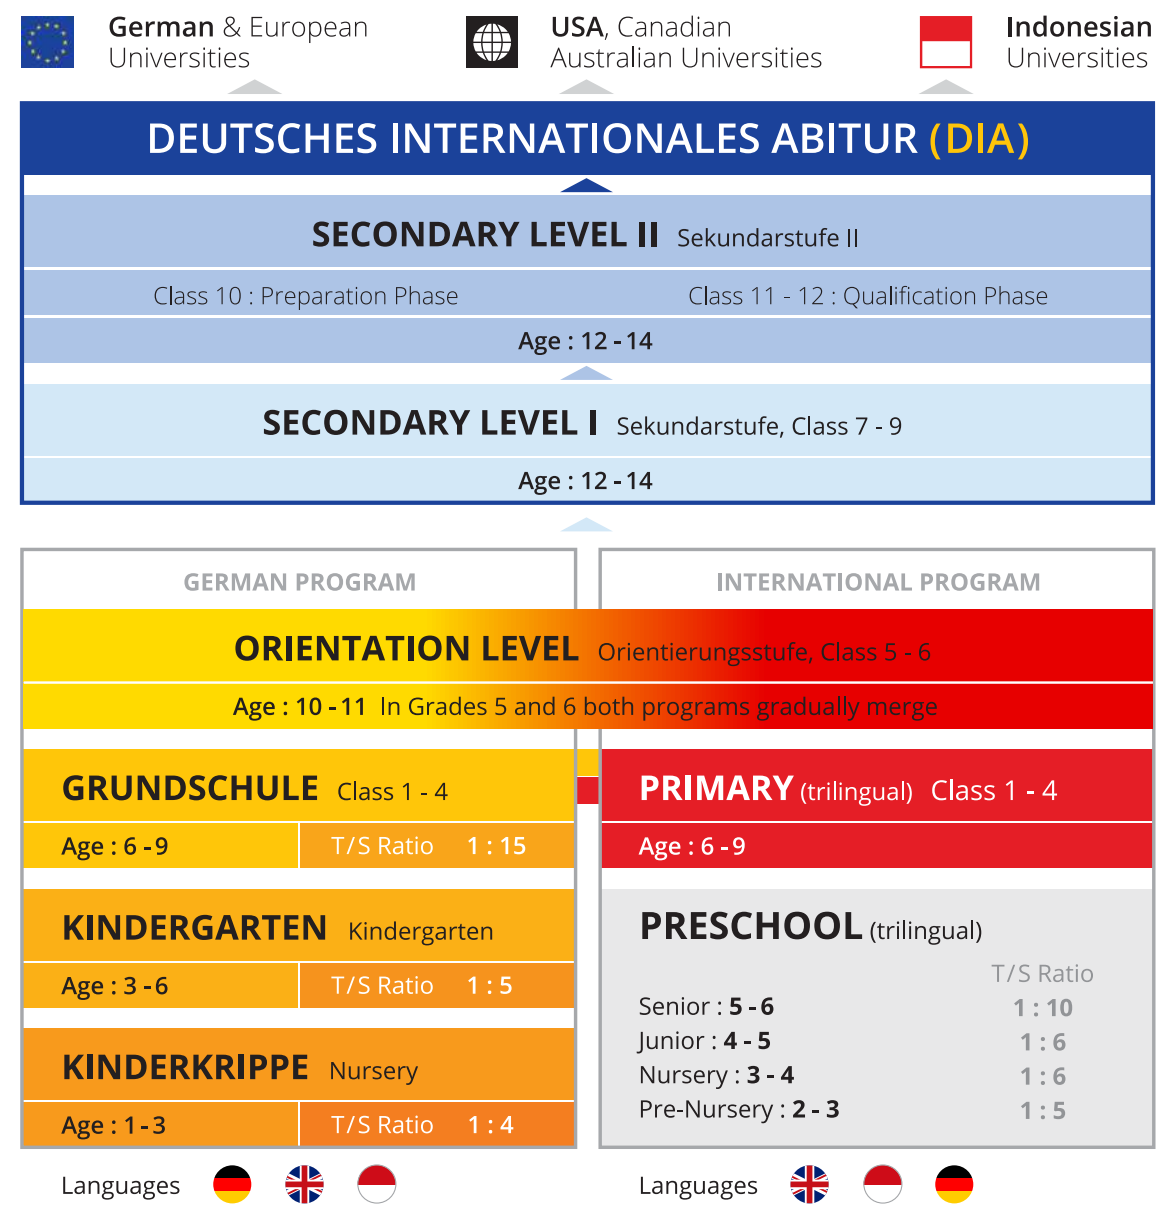 German & European
Universities
USA, Canadian
Australian Universities
Indonesian
Universities
DEUTSCHES INTERNATIONALES ABITUR (DIA)
SECONDARY LEVEL II Sekundarstufe II
Class 10 : Preparation Phase
Class 11 - 12 : Qualification Phase
Age : 12 - 14
SECONDARY LEVEL I Sekundarstufe, Class 7 - 9
Age : 12 - 14
GERMAN PROGRAM
INTERNATIONAL PROGRAM
ORIENTATION LEVEL Orientierungsstufe, Class 5 - 6
Age : 10 - 11 In Grades 5 and 6 both programs gradually merge
GRUNDSCHULE Class 1 - 4
Age : 6 - 9
T/S Ratio 1 : 15
KINDERGARTEN Kindergarten
Age : 3 - 6
T/S Ratio 1 : 5
KINDERKRIPPE Nursery
Age : 1 - 3
T/S Ratio 1 : 4
Languages
PRIMARY (trilingual) Class 1 - 4
Age : 6 - 9
PRESCHOOL (trilingual)
T/S Ratio
Senior : 5 - 6 1 : 10
Junior : 4 - 5 1 : 6
Nursery : 3 - 4 1 : 6
Pre-Nursery : 2 - 3 1 : 5
Languages